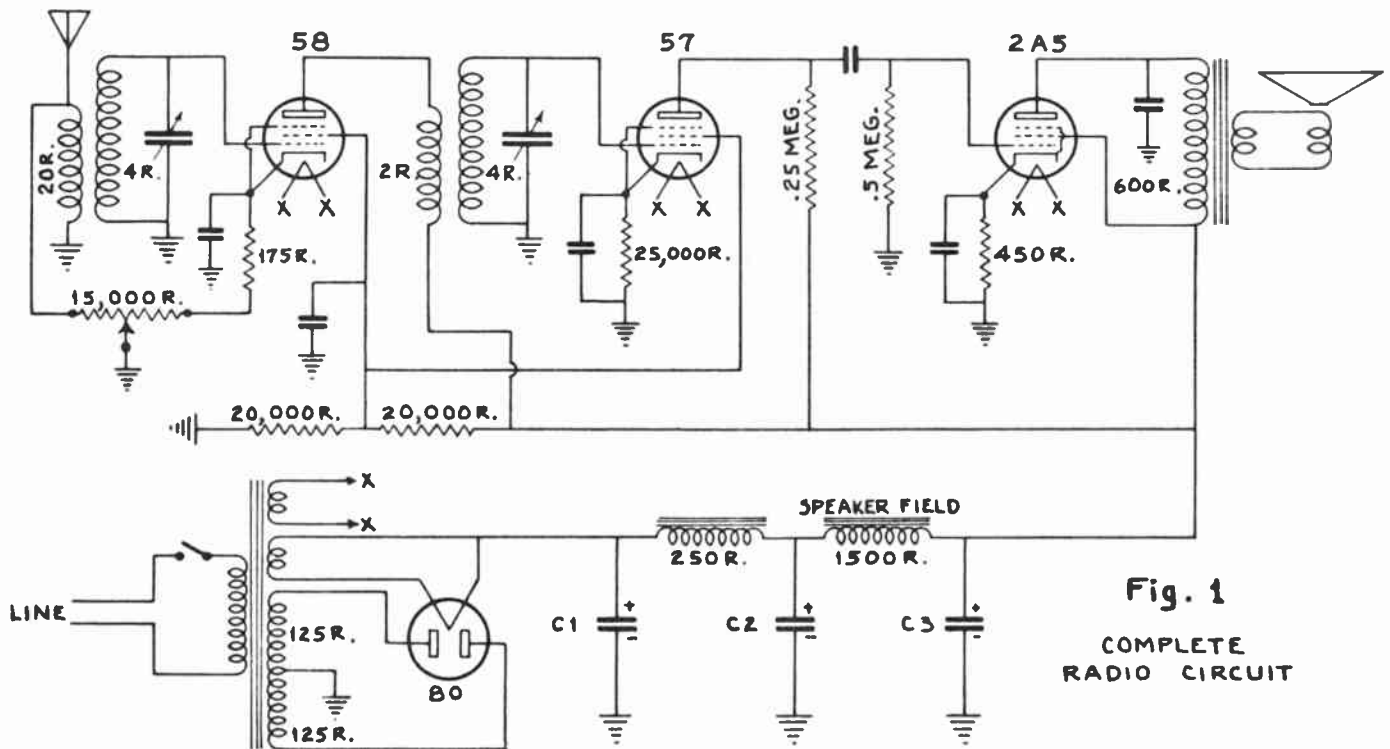 58
57
2A5
20R.
4R.
2R.
4R.
.25 MEG.
.5 MEG.
600R.
X X
X X
X X
175R.
25,000R.
450R.
15,000R.
20,000R.
20,000R.
X
X
SPEAKER FIELD
250R.
1500R.
LINE
125R.
125R.
80
C1
+
-
C2
+
-
C3
+
-
Fig. 1
COMPLETE
RADIO CIRCUIT